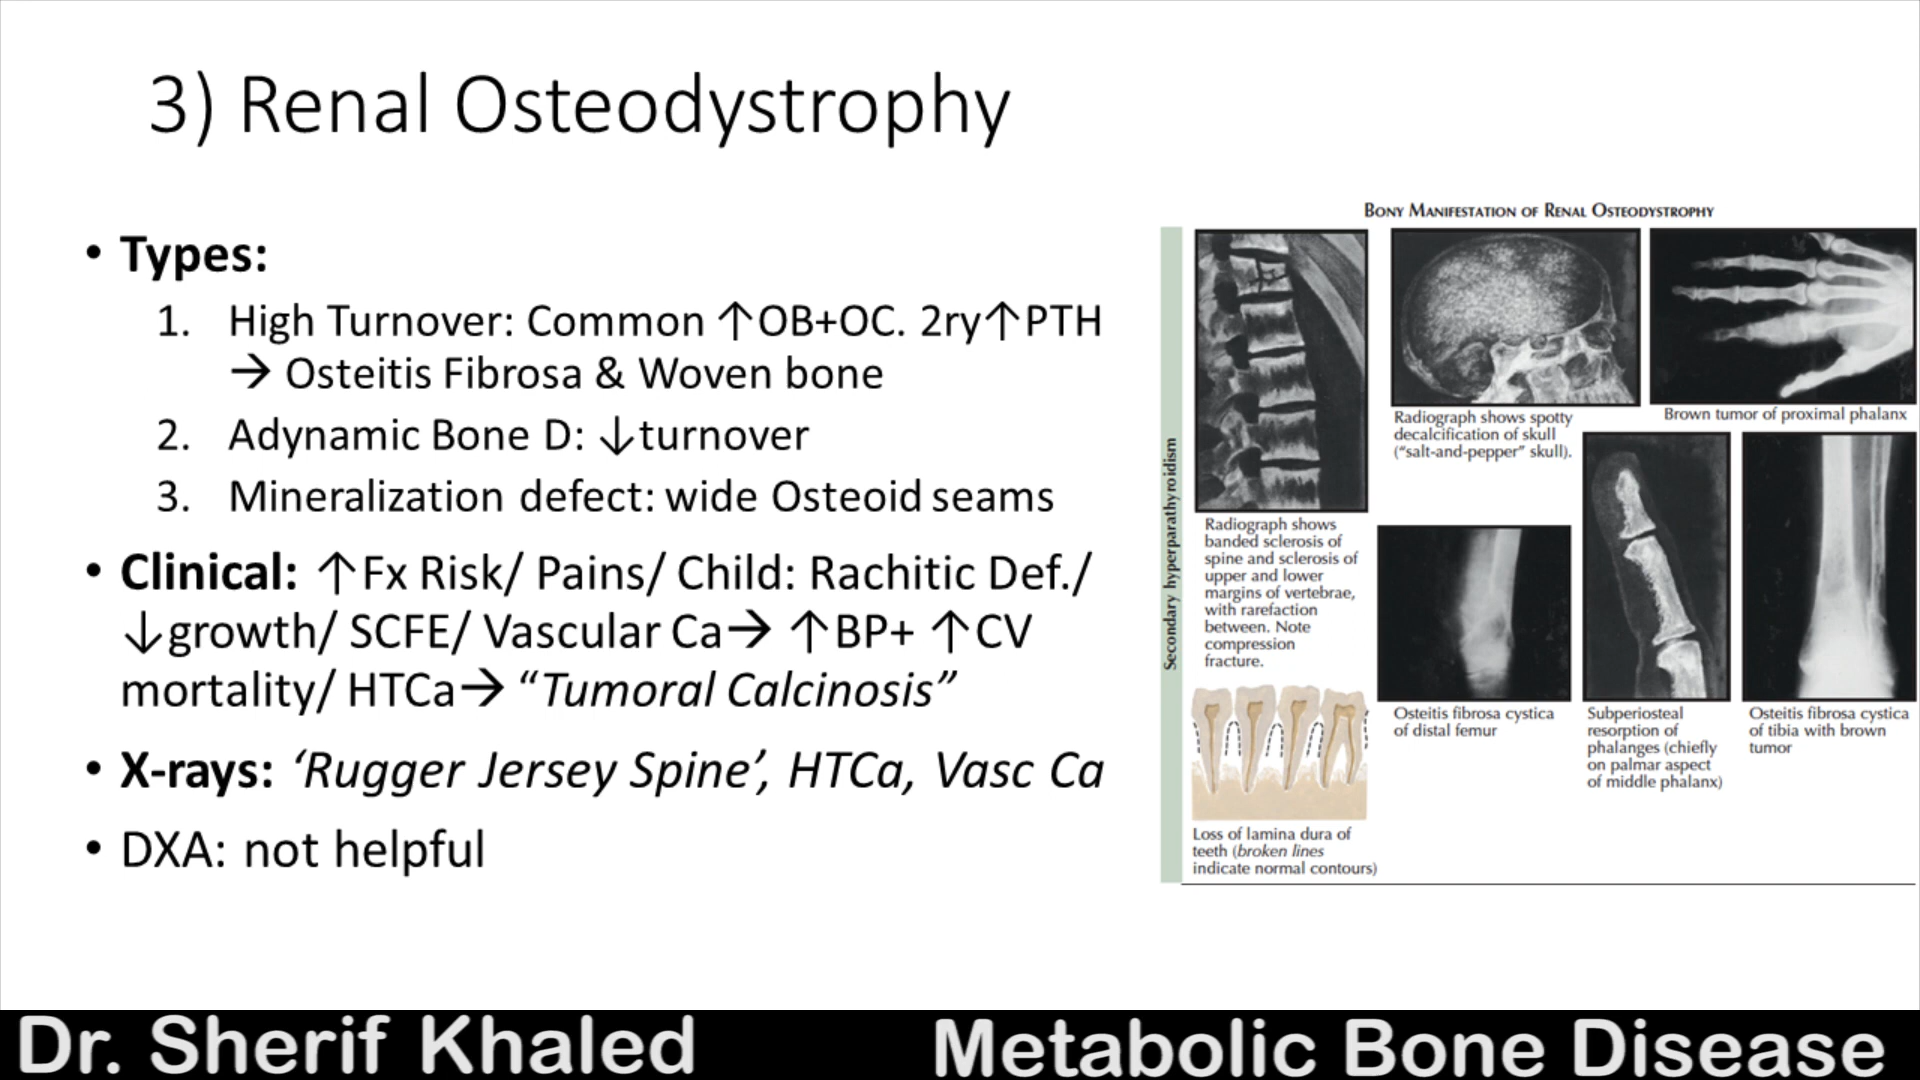 3) Renal Osteodystrophy
• Types:
1. High Turnover: Common ↑OB+OC. 2ry↑PTH
→ Osteitis Fibrosa & Woven bone
2. Adynamic Bone D: ↓turnover
3. Mineralization defect: wide Osteoid seams
• Clinical: ↑Fx Risk/ Pains/ Child: Rachitic Def./
↓growth/ SCFE/ Vascular Ca→ ↑BP+ ↑CV
mortality/ HTCa→ “Tumoral Calcinosis”
• X-rays: ‘Rugger Jersey Spine’, HTCa, Vasc Ca
• DXA: not helpful
BONY MANIFESTATION OF RENAL OSTEODYSTROPHY
Secondary hyperparathyroidism
Radiograph shows
banded sclerosis of
spine and sclerosis of
upper and lower
margins of vertebrae,
with rarefaction
between. Note
compression
fracture.
Radiograph shows spotty
decalcification of skull
(“salt-and-pepper” skull).
Brown tumor of proximal phalanx
Osteitis fibrosa cystica
of distal femur
Subperiosteal
resorption of
phalanges (chiefly
on palmar aspect
of middle phalanx)
Osteitis fibrosa cystica
of tibia with brown
tumor
Loss of lamina dura of
teeth (broken lines
indicate normal contours)
Dr. Sherif Khaled
Metabolic Bone Disease